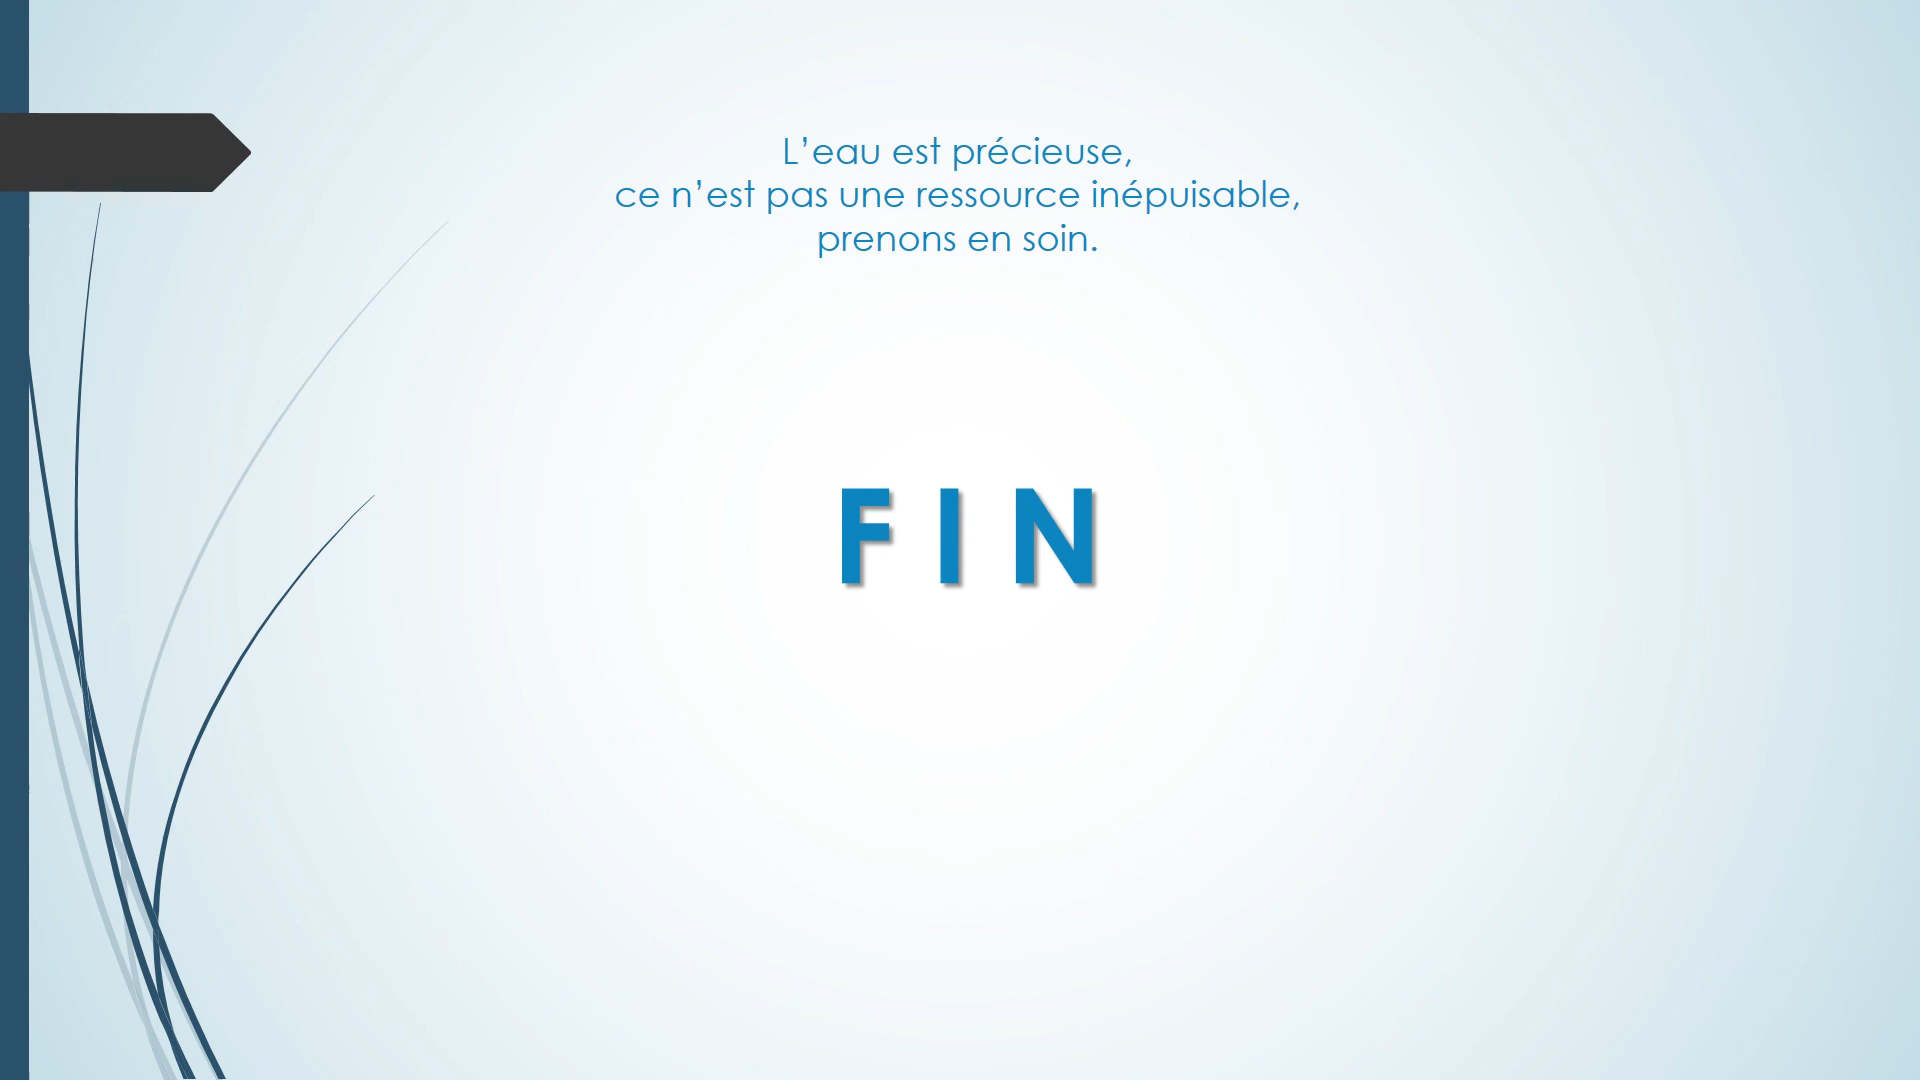 L’eau est précieuse,
ce n’est pas une ressource inépuisable,
prenons en soin.
F I N